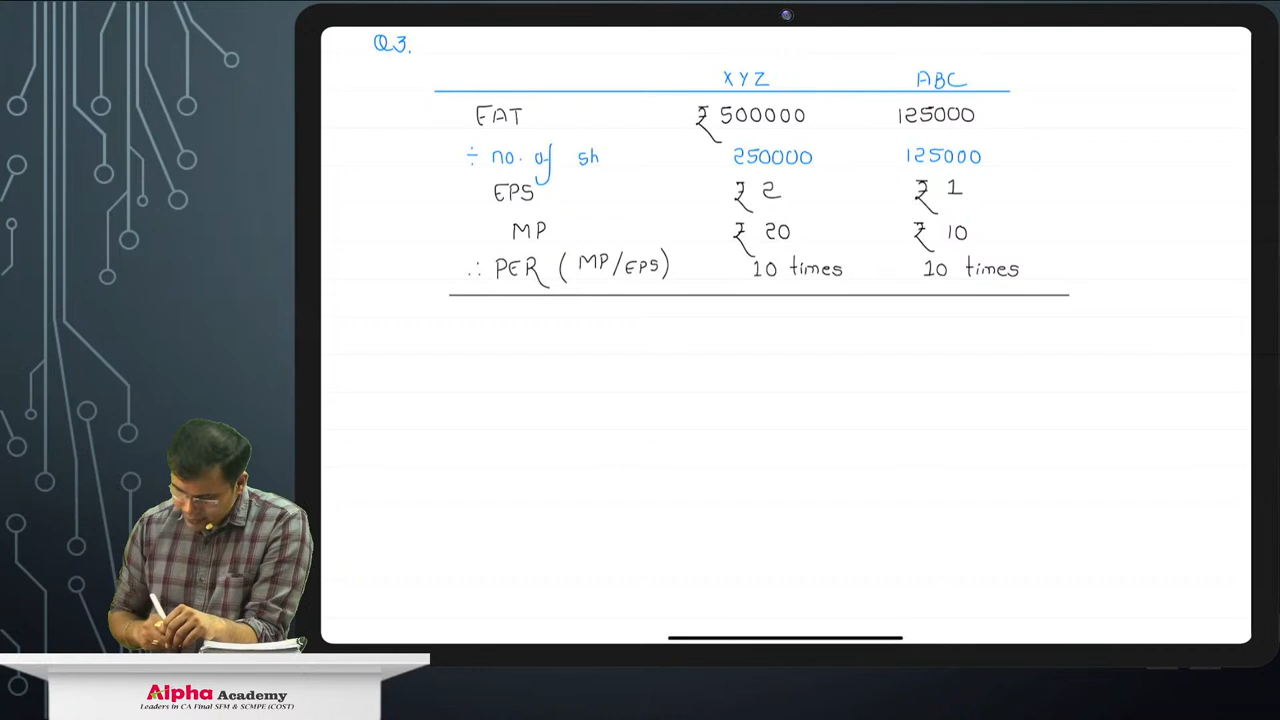 Q3.
XYZ ABC
EAT ₹ 500000 125000
÷ no. of sh 250000 125000
EPS ₹ 2 ₹ 1
MP ₹ 20 ₹ 10
∴ PER ( MP/EPS) 10 times 10 times
Alpha Academy
Leaders in CA Final SFM & SCMPE (COST)